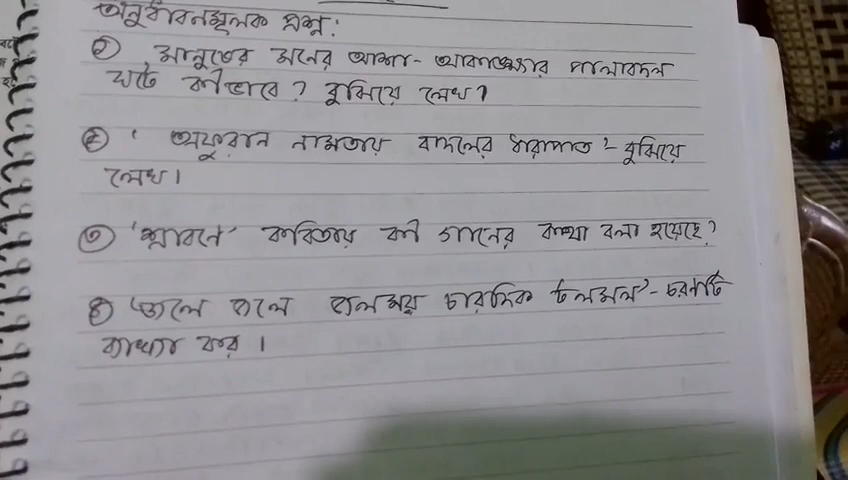 অনুধাবনমূলক প্রশ্ন:
১) মানুষের মনের আশা-আকাঙ্ক্ষার পালাবদল
ঘটে কীভাবে? বুঝিয়ে লেখ।
২) 'অফুরান নামতায় বাদলের ধারাপাত'- বুঝিয়ে
লেখ।
৩) 'শ্রাবনে' কবিতায় কী গানের কথা বলা হয়েছে?
৪) 'জলে জলে জলময় চারদিক টলমল'- চরণটি
ব্যাখ্যা কর।